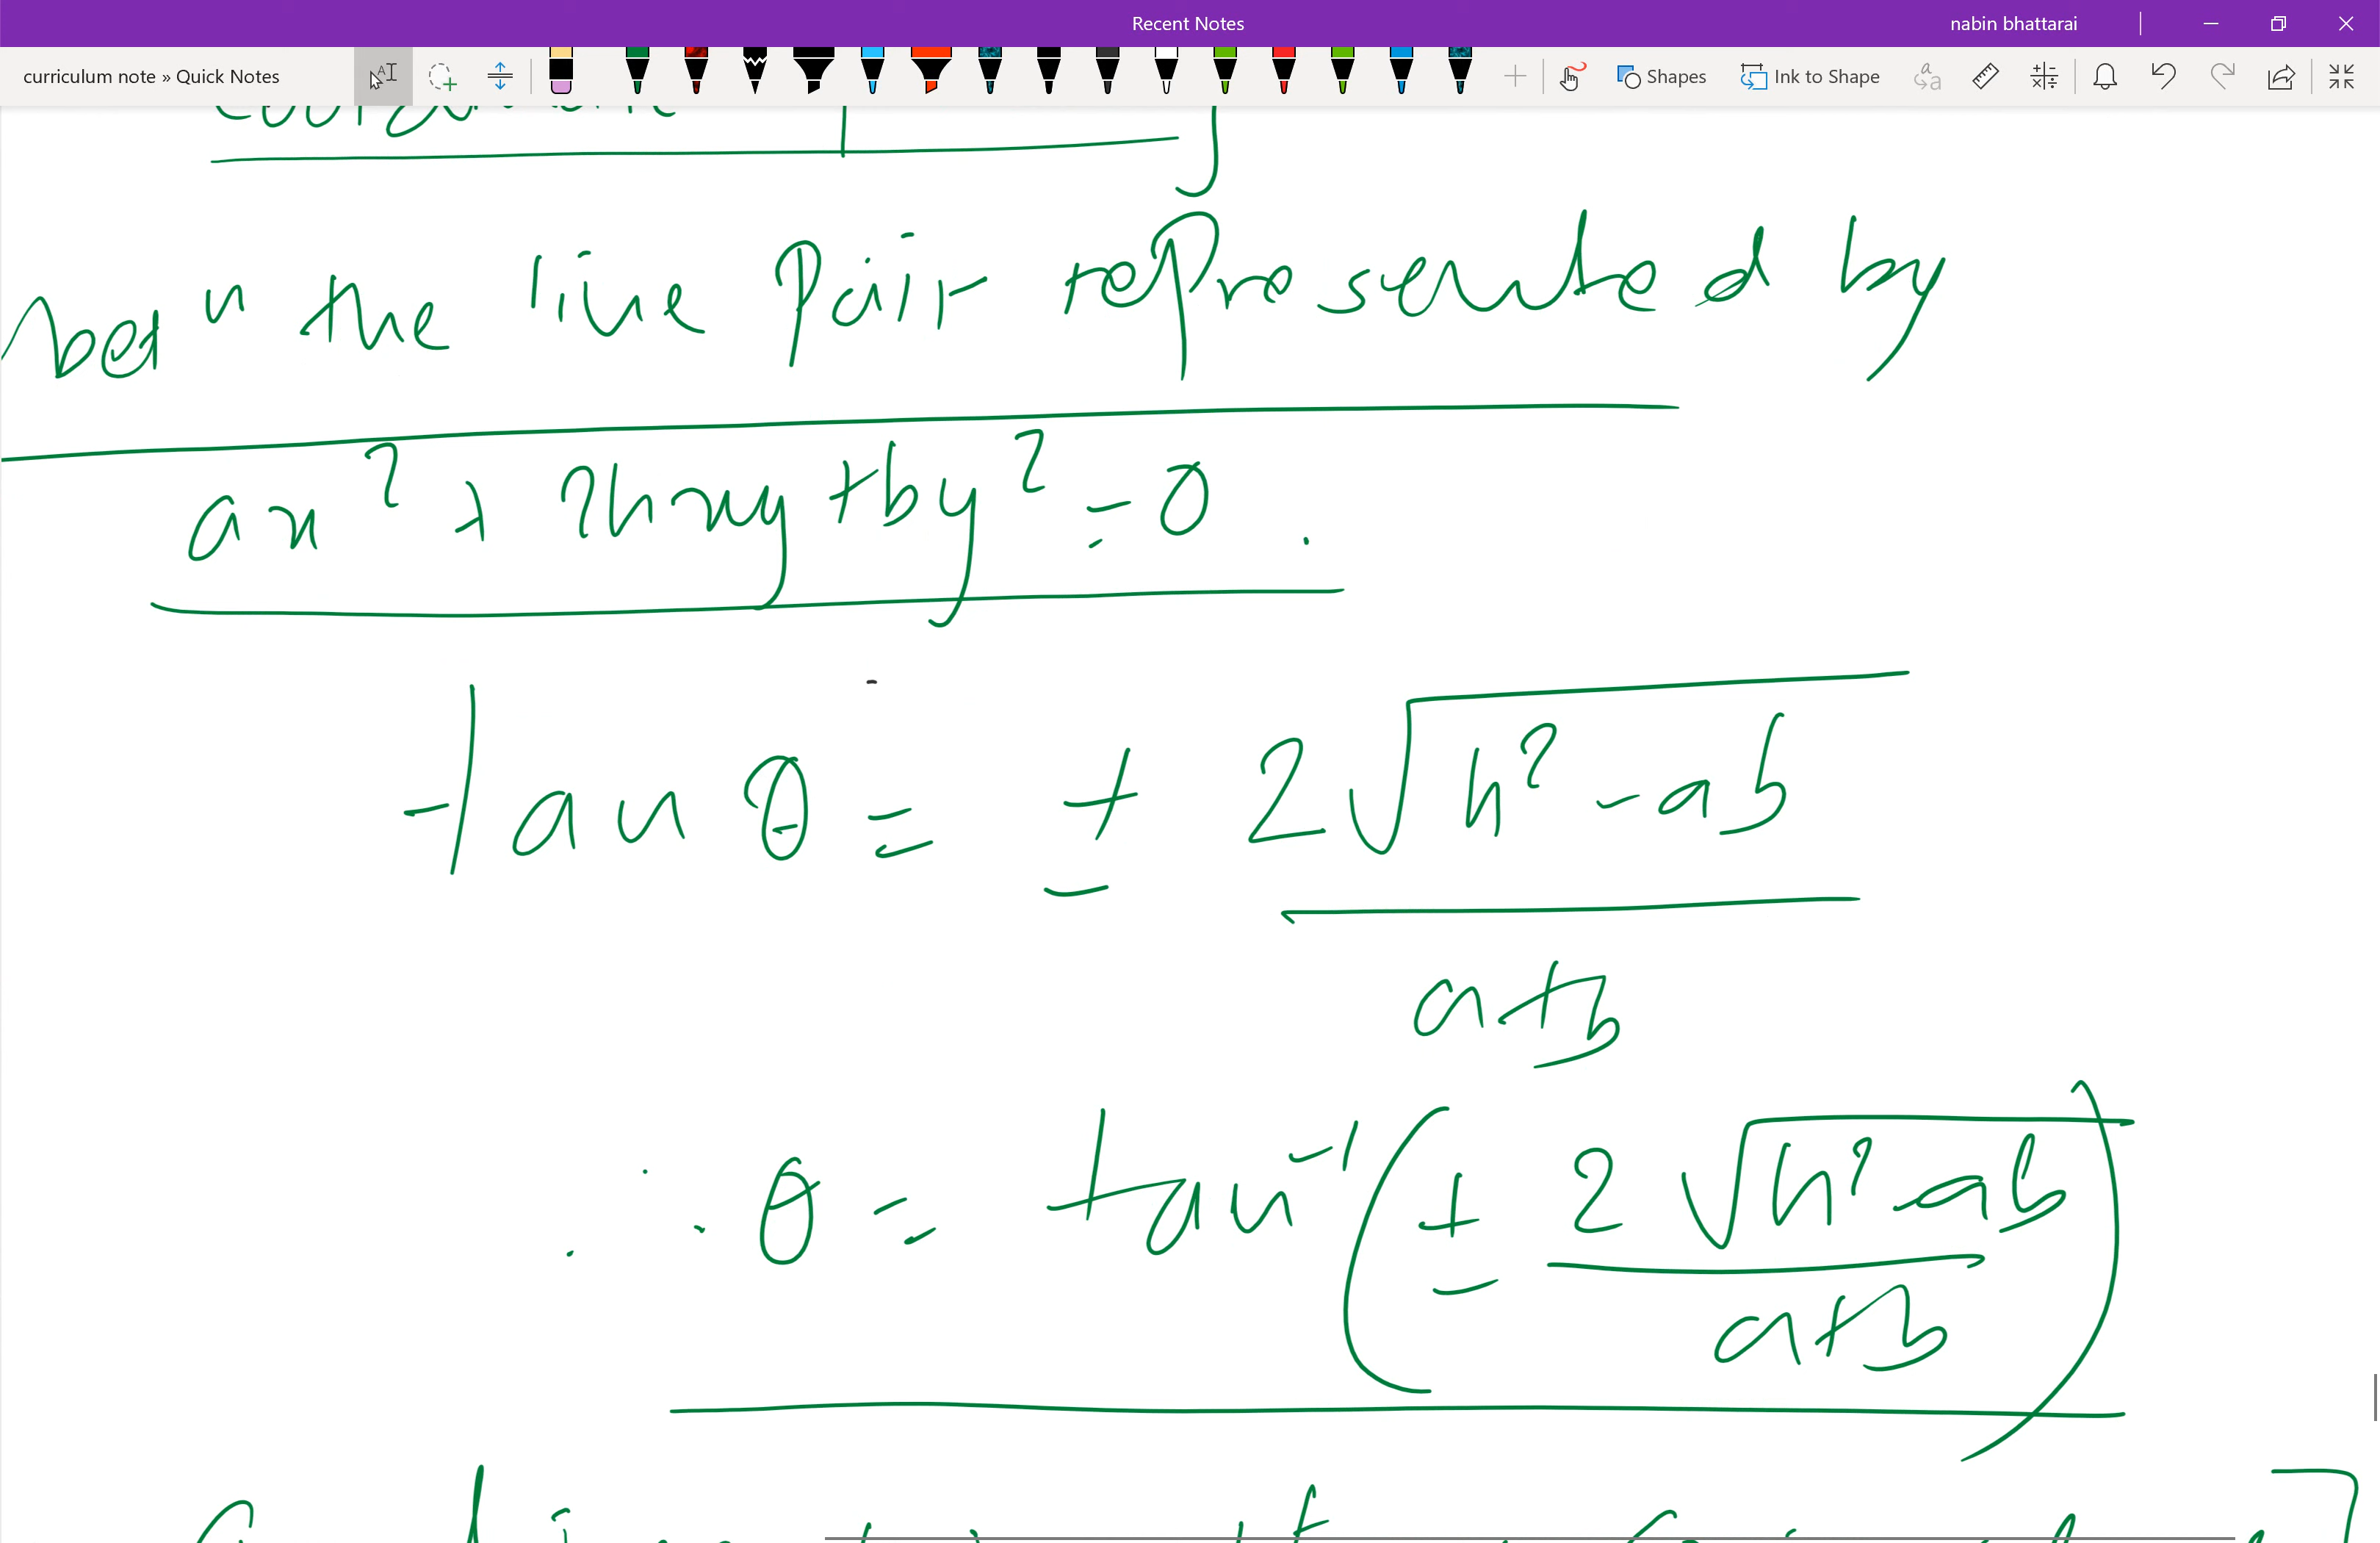 Recent Notes
nabin bhattarai
curriculum note » Quick Notes
Shapes
Ink to Shape
betⁿ the line pair represented by
ax² + 2hxy + by² = 0 .
tan θ = ± 2√(h² - ab)
a+b
∴ θ = tan⁻¹ ( ± 2 √(h² - ab) / a+b )